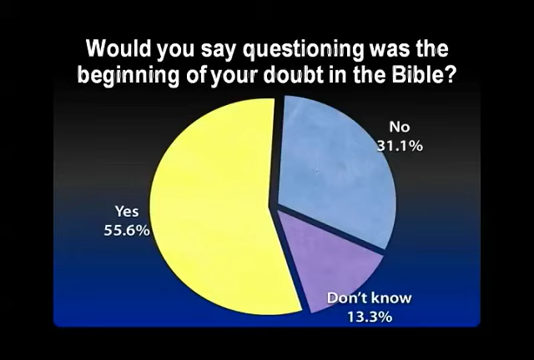 Would you say questioning was the
beginning of your doubt in the Bible?
No
31.1%
Yes
55.6%
Don't know
13.3%